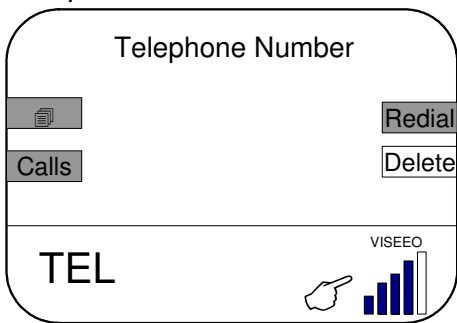 Telephone Number
Redial
Calls
Delete
VISEEO
TEL